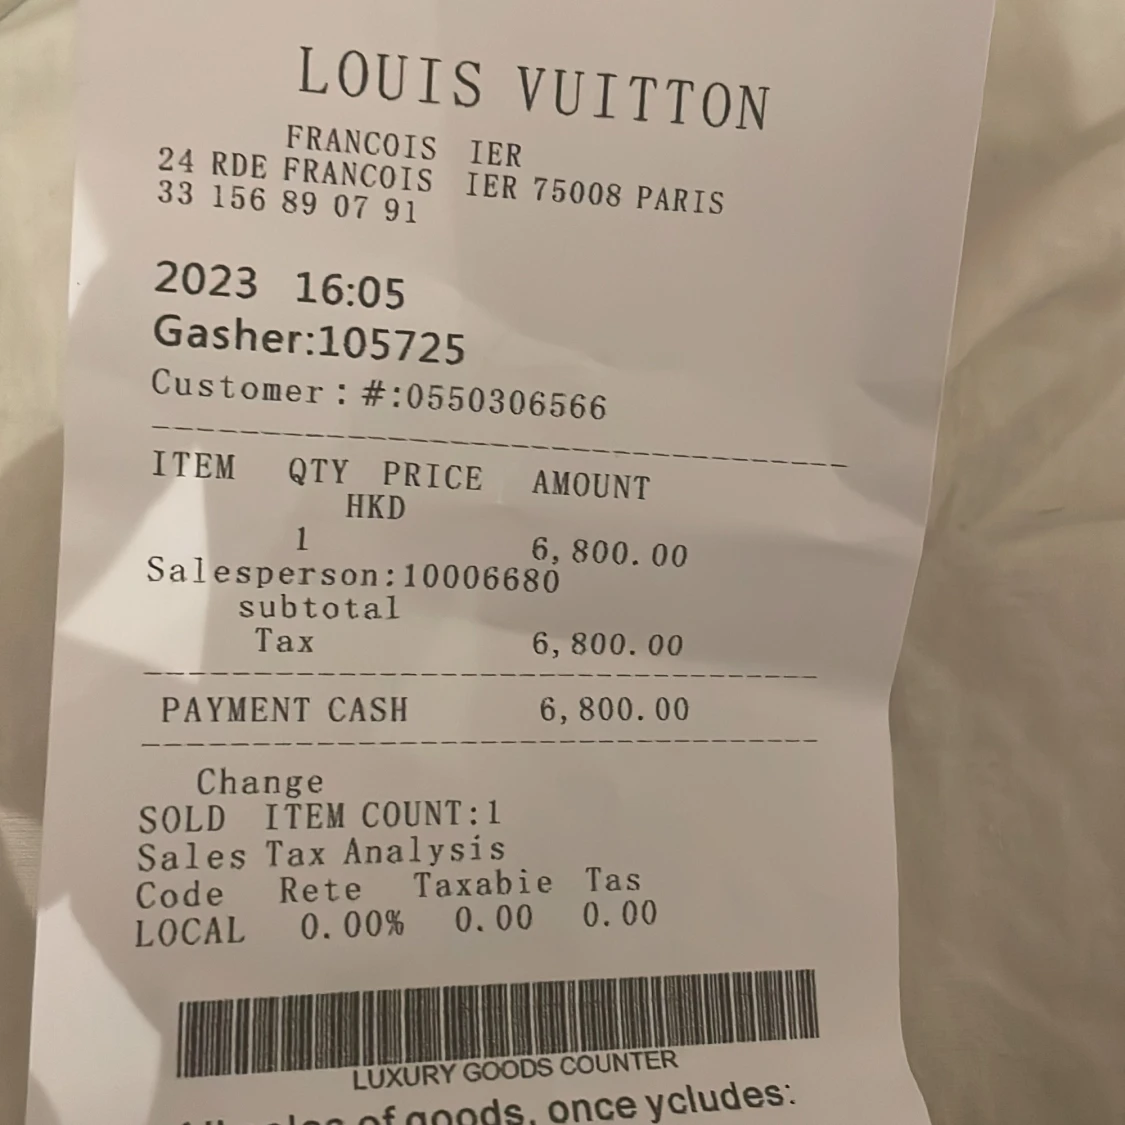 LOUIS VUITTON
FRANCOIS IER
24 RDE FRANCOIS IER 75008 PARIS
33 156 89 07 91
2023 16:05
Gasher:105725
Customer：#:0550306566
ITEM QTY PRICE AMOUNT
HKD
1 6,800.00
Salesperson:10006680
subtotal
Tax 6,800.00
PAYMENT CASH 6,800.00
Change
SOLD ITEM COUNT:1
Sales Tax Analysis
Code Rete Taxabie Tas
LOCAL 0.00% 0.00 0.00
LUXURY GOODS COUNTER
of goods, once ycludes: